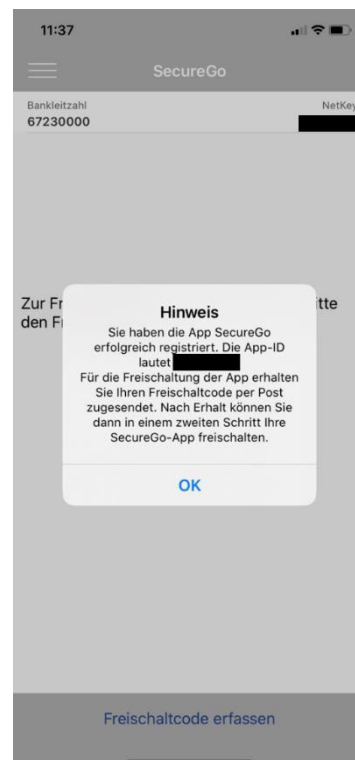 11:37
SecureGo
Bankleitzahl
NetKey
67230000
Zur Fr
itte
den Fr
Hinweis
Sie haben die App SecureGo
erfolgreich registriert. Die App-ID
lautet
Für die Freischaltung der App erhalten
Sie Ihren Freischaltcode per Post
zugesendet. Nach Erhalt können Sie
dann in einem zweiten Schritt Ihre
SecureGo-App freischalten.
OK
Freischaltcode erfassen